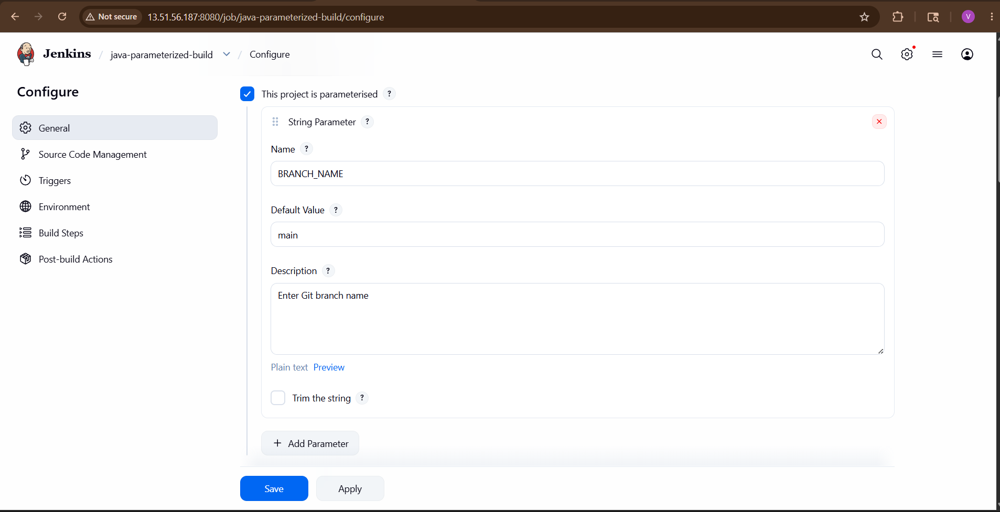 Not secure 13.51.56.187:8080/job/java-parameterized-build/configure V
Jenkins / java-parameterized-build / Configure
Configure
General
Source Code Management
Triggers
Environment
Build Steps
Post-build Actions
This project is parameterised ?
String Parameter ?
Name ?
BRANCH_NAME
Default Value ?
main
Description ?
Enter Git branch name
Plain text Preview
Trim the string ?
+ Add Parameter
Save Apply